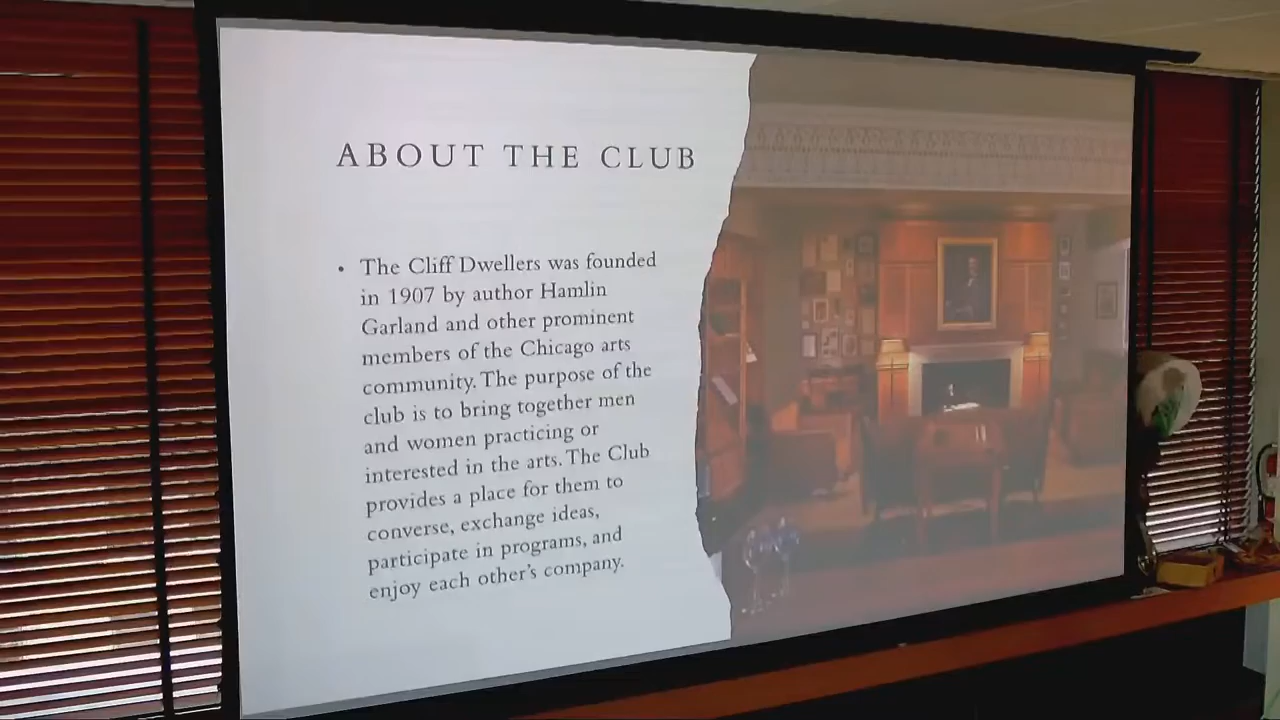 ABOUT THE CLUB
• The Cliff Dwellers was founded
in 1907 by author Hamlin
Garland and other prominent
members of the Chicago arts
community. The purpose of the
club is to bring together men
and women practicing or
interested in the arts. The Club
provides a place for them to
converse, exchange ideas,
participate in programs, and
enjoy each other's company.